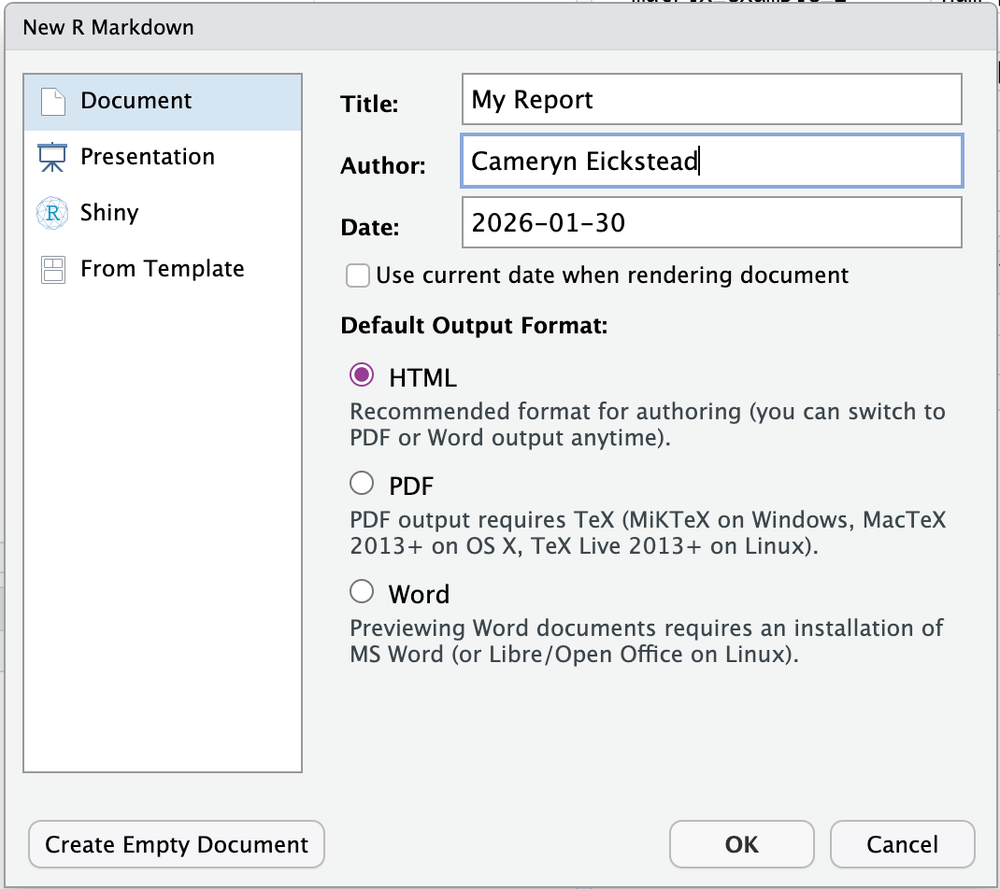 New R Markdown
Document
Presentation
Shiny
From Template
Title:
My Report
Author:
Cameryn Eickstead
Date:
2026-01-30
Use current date when rendering document
Default Output Format:
HTML
Recommended format for authoring (you can switch to
PDF or Word output anytime).
PDF
PDF output requires TeX (MiKTeX on Windows, MacTeX
2013+ on OS X, TeX Live 2013+ on Linux).
Word
Previewing Word documents requires an installation of
MS Word (or Libre/Open Office on Linux).
Create Empty Document
OK
Cancel